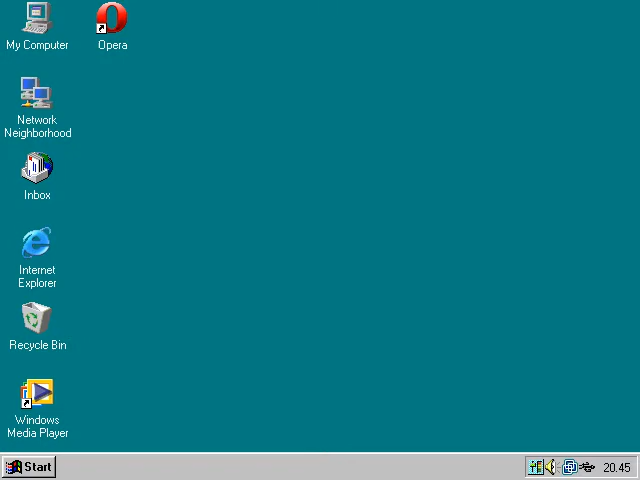 My Computer
Opera
Network
Neighborhood
Inbox
Internet
Explorer
Recycle Bin
Windows
Media Player
Start
20.45